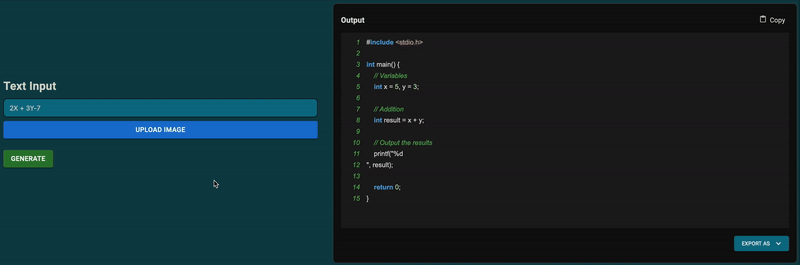 Text Input
2X + 3Y-7
UPLOAD IMAGE
GENERATE
Output
Copy
1 #include <stdio.h>
2
3 int main() {
4 // Variables
5 int x = 5, y = 3;
6
7 // Addition
8 int result = x + y;
9
10 // Output the results
11 printf("%d
12 ", result);
13
14 return 0;
15 }
EXPORT AS